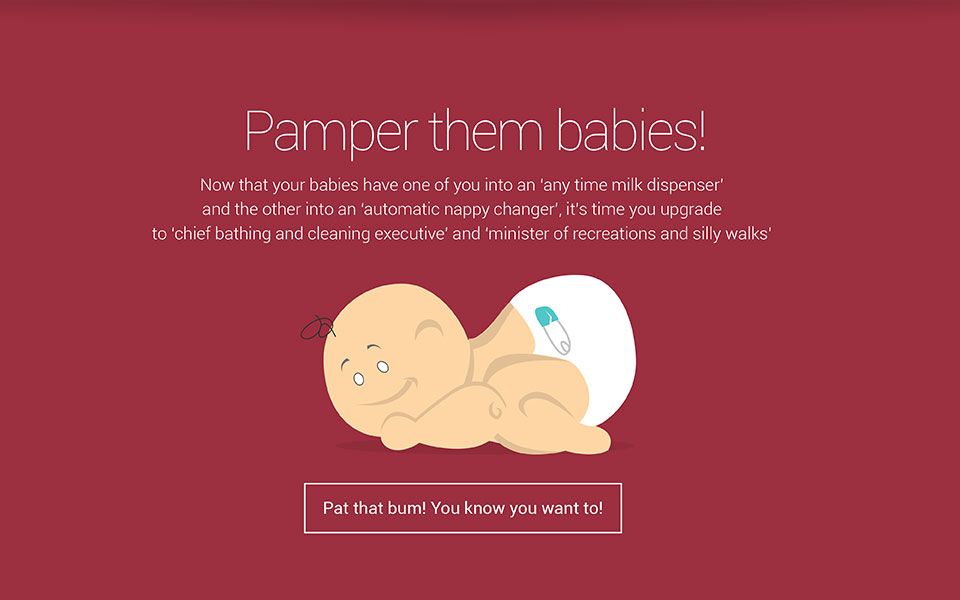 Pamper them babies!
Now that your babies have one of you into an ‘any time milk dispenser’
and the other into an ‘automatic nappy changer’, it's time you upgrade
to ‘chief bathing and cleaning executive’ and ‘minister of recreations and silly walks’
Pat that bum! You know you want to!